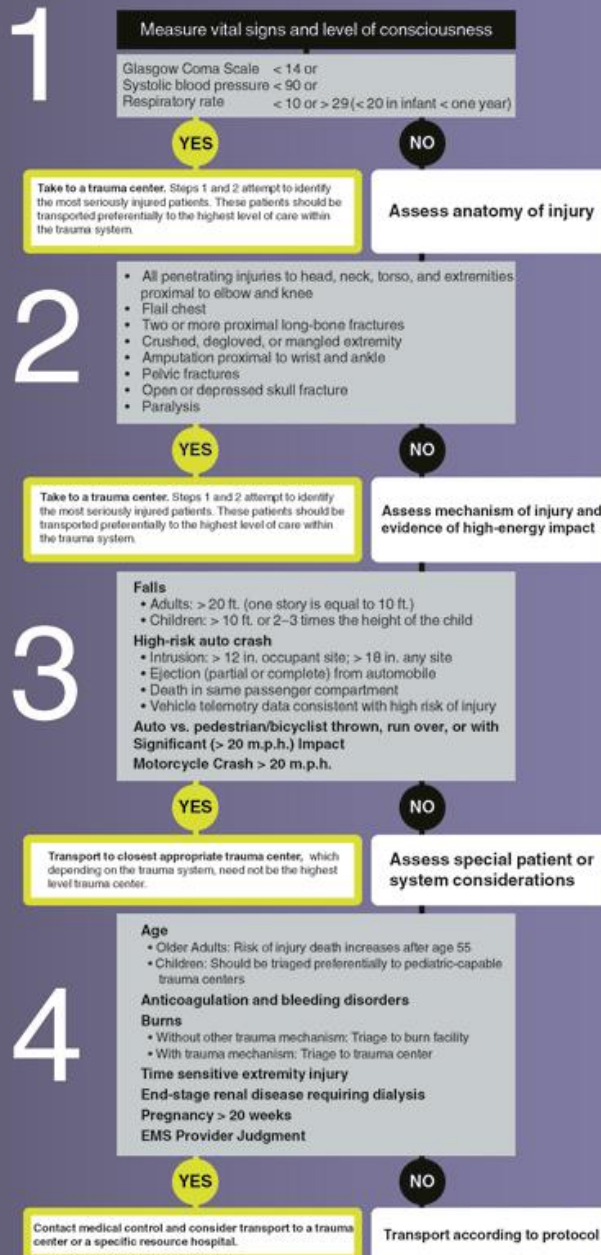 1
Measure vital signs and level of consciousness
Glasgow Coma Scale < 14 or
Systolic blood pressure < 90 or
Respiratory rate < 10 or > 29 (< 20 in infant < one year)
YES
NO
Take to a trauma center. Steps 1 and 2 attempt to identify
the most seriously injured patients. These patients should be
transported preferentially to the highest level of care within
the trauma system.
Assess anatomy of injury
2
• All penetrating injuries to head, neck, torso, and extremities
proximal to elbow and knee
• Flail chest
• Two or more proximal long-bone fractures
• Crushed, degloved, or mangled extremity
• Amputation proximal to wrist and ankle
• Pelvic fractures
• Open or depressed skull fracture
• Paralysis
YES
NO
Take to a trauma center. Steps 1 and 2 attempt to identify
the most seriously injured patients. These patients should be
transported preferentially to the highest level of care within
the trauma system.
Assess mechanism of injury and
evidence of high-energy impact
3
Falls
• Adults: > 20 ft. (one story is equal to 10 ft.)
• Children: > 10 ft. or 2–3 times the height of the child
High-risk auto crash
• Intrusion: > 12 in. occupant site; > 18 in. any site
• Ejection (partial or complete) from automobile
• Death in same passenger compartment
• Vehicle telemetry data consistent with high risk of injury
Auto vs. pedestrian/bicyclist thrown, run over, or with
Significant (> 20 m.p.h.) Impact
Motorcycle Crash > 20 m.p.h.
YES
NO
Transport to closest appropriate trauma center, which
depending on the trauma system, need not be the highest
level trauma center.
Assess special patient or
system considerations
4
Age
• Older Adults: Risk of injury death increases after age 55
• Children: Should be triaged preferentially to pediatric-capable
trauma centers
Anticoagulation and bleeding disorders
Burns
• Without other trauma mechanism: Triage to burn facility
• With trauma mechanism: Triage to trauma center
Time sensitive extremity injury
End-stage renal disease requiring dialysis
Pregnancy > 20 weeks
EMS Provider Judgment
YES
NO
Contact medical control and consider transport to a trauma
center or a specific resource hospital.
Transport according to protocol